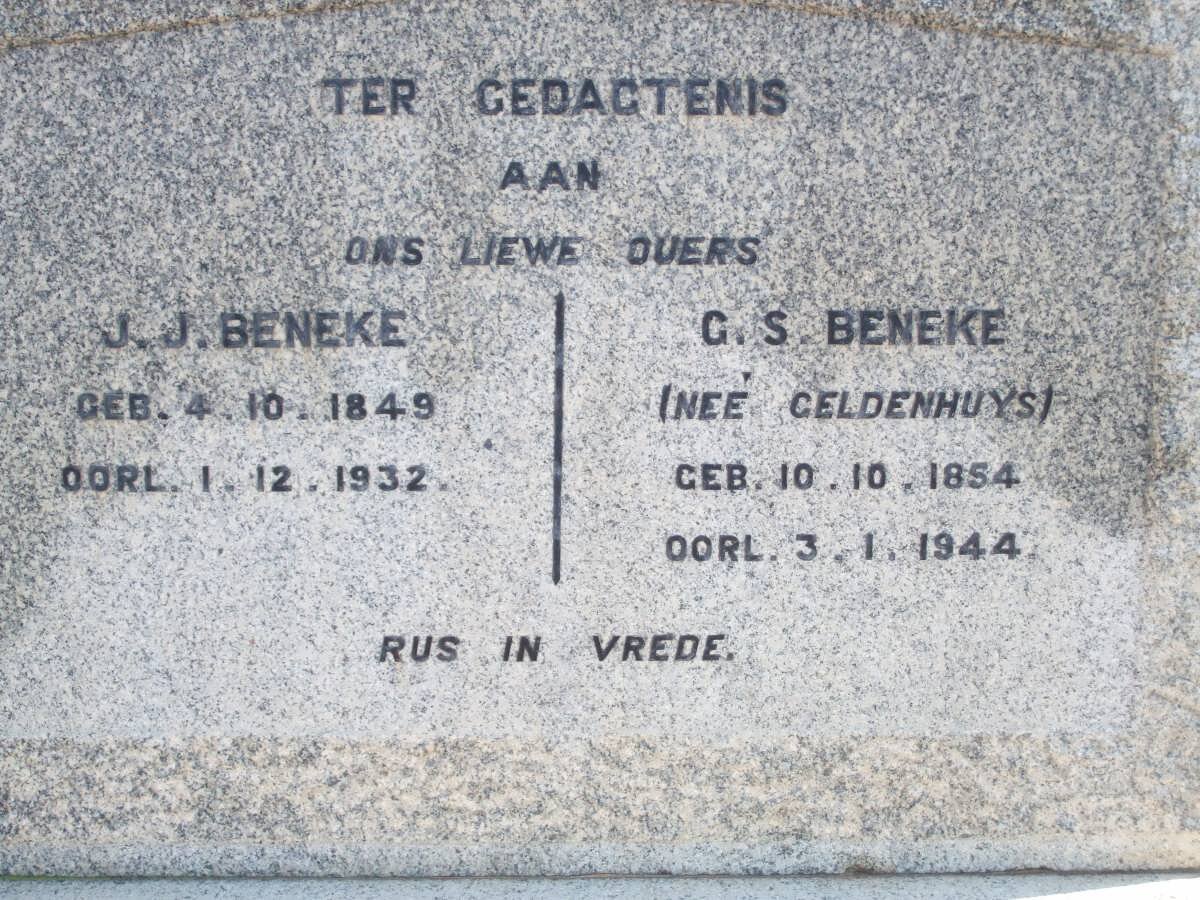 TER GEDAGTENIS
AAN
ONS LIEWE OUERS
J. J. BENEKE
GEB. 4. 10. 1849
OORL. 1. 12. 1932.
G. S. BENEKE
(NEÉ GELDENHUYS)
GEB. 10. 10. 1854
OORL. 3. 1. 1944.
RUS IN VREDE.